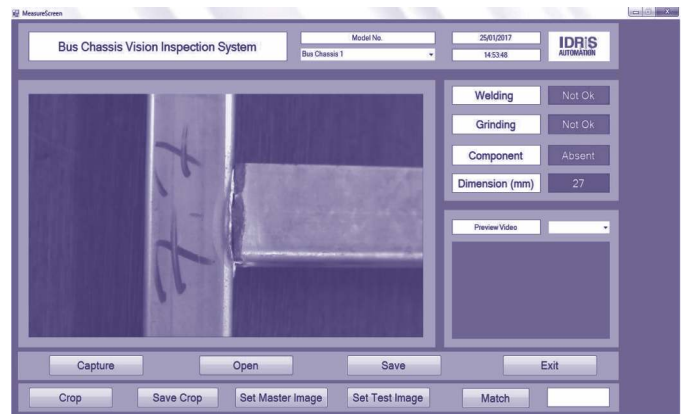 MeasureScreen
Bus Chassis Vision Inspection System
Model No.
Bus Chassis 1
25/01/2017
14:53:48
IDRIS
AUTOMATION
Welding Not Ok
Grinding Not Ok
Component Absent
Dimension (mm) 27
Preview Video
Capture Open Save Exit
Crop Save Crop Set Master Image Set Test Image Match